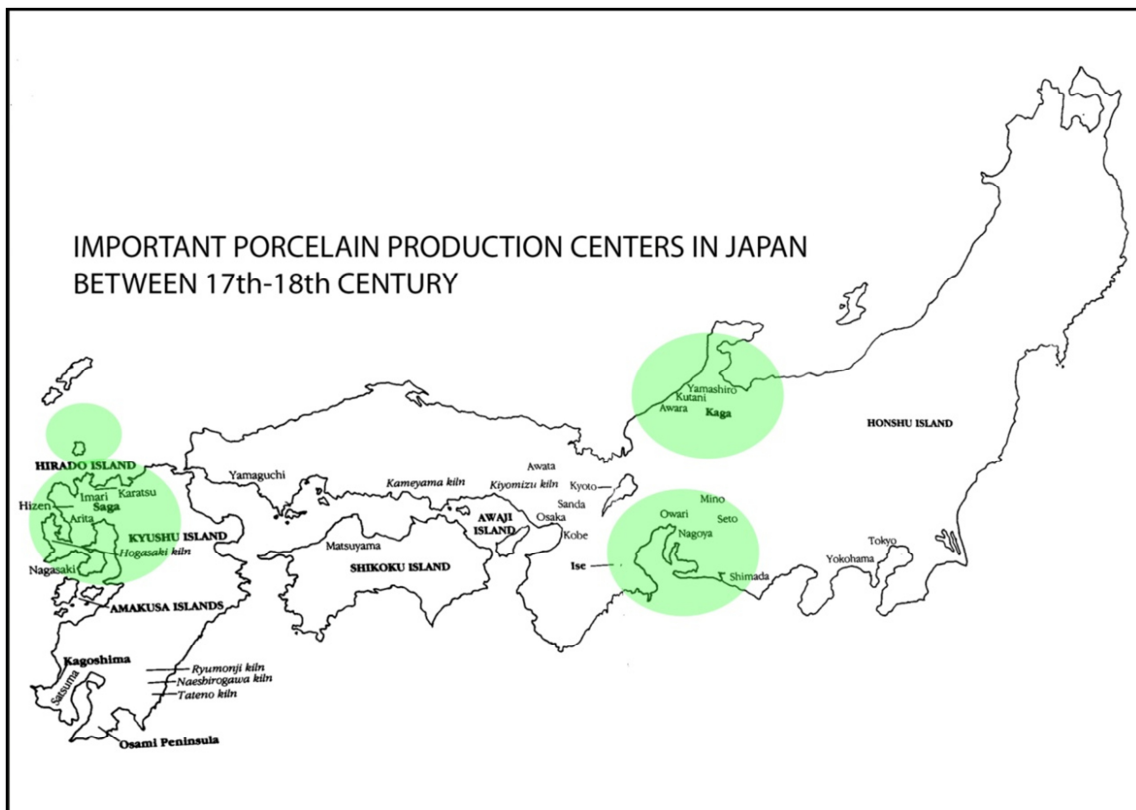 IMPORTANT PORCELAIN PRODUCTION CENTERS IN JAPAN
BETWEEN 17th-18th CENTURY
Yamashiro
Kutani
Awara
Kaga
HONSHU ISLAND
HIRADO ISLAND
Imari
Karatsu
Hizen
Saga
Arita
KYUSHU ISLAND
Hogasaki kiln
Nagasaki
AMAKUSA ISLANDS
Yamaguchi
Kameyama kiln
Awata
Kiyomizu kiln
Kyoto
Sanda
Osaka
AWAJI
ISLAND
Kobe
Matsuyama
SHIKOKU ISLAND
Ise
Mino
Owari
Seto
Nagoya
Shimada
Tokyo
Yokohama
Kagoshima
Satsuma
Ryumonji kiln
Naeshirogawa kiln
Tateno kiln
Osami Peninsula